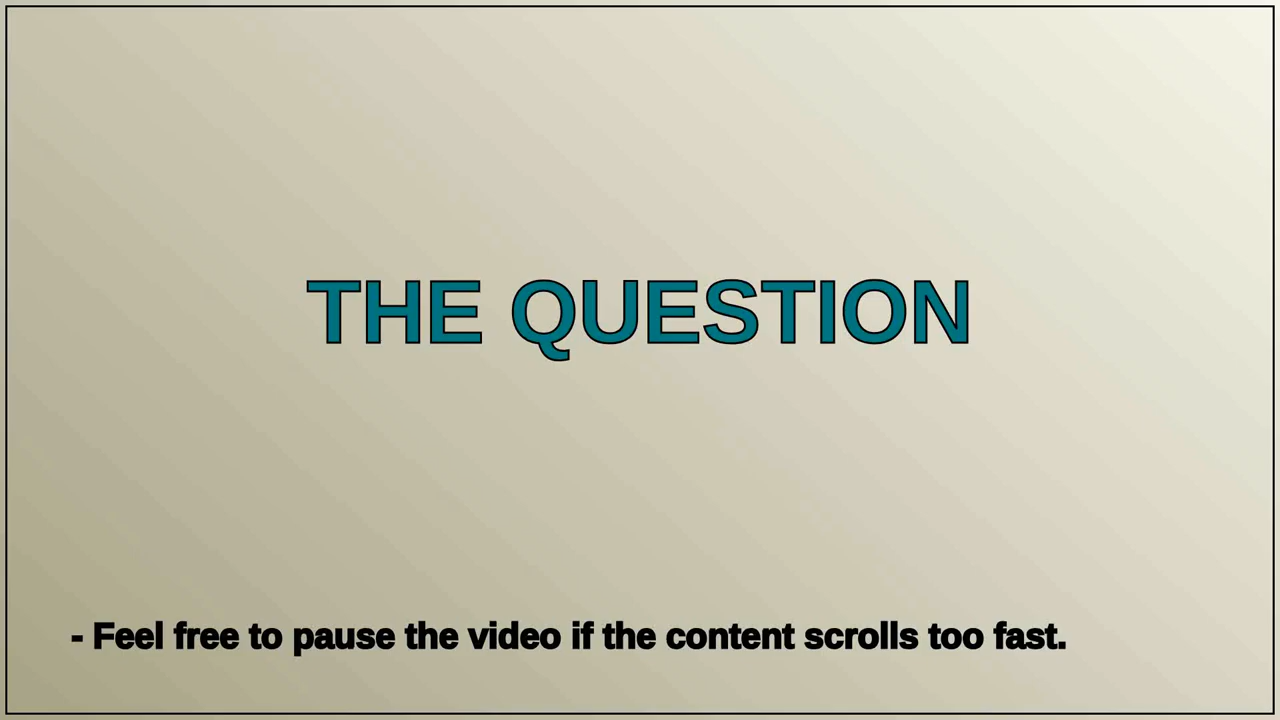 THE QUESTION
- Feel free to pause the video if the content scrolls too fast.